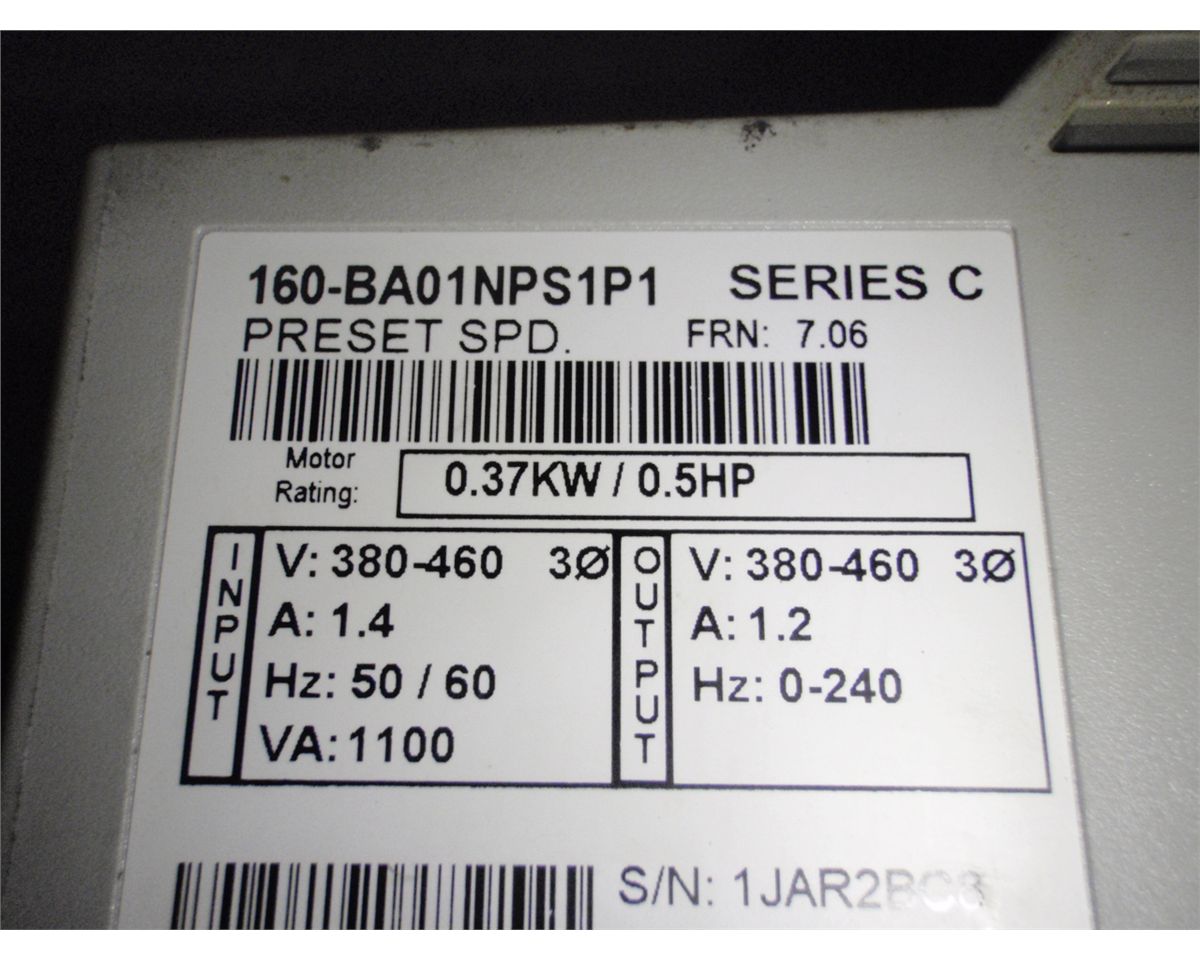 160-BA01NPS1P1 SERIES C
PRESET SPD. FRN: 7.06
Motor Rating: 0.37KW / 0.5HP
INPUT
V: 380-460 3Ø
A: 1.4
Hz: 50 / 60
VA: 1100
OUTPUT
V: 380-460 3Ø
A: 1.2
Hz: 0-240
S/N: